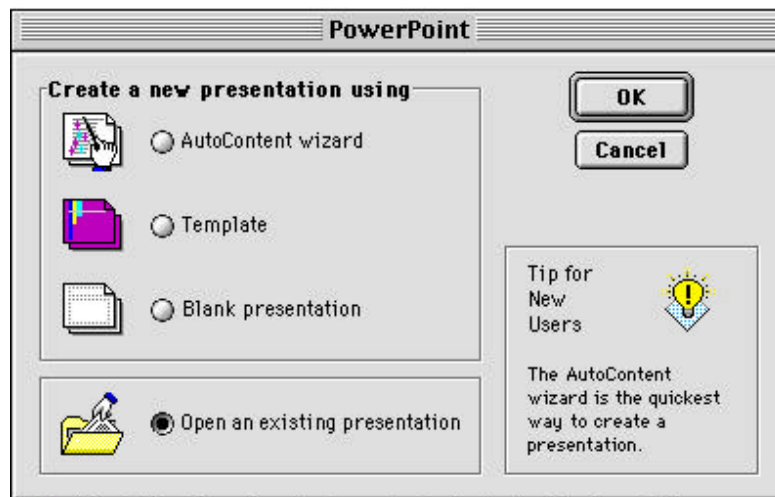 PowerPoint
Create a new presentation using
AutoContent wizard
Template
Blank presentation
Open an existing presentation
OK
Cancel
Tip for
New
Users
The AutoContent
wizard is the quickest
way to create a
presentation.